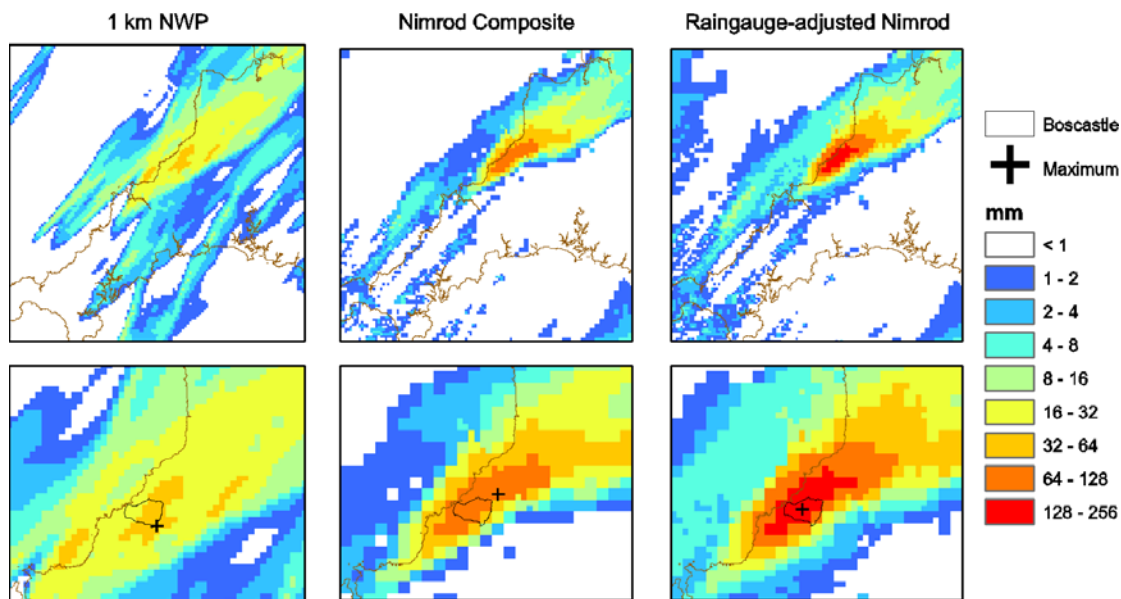 1 km NWP
Nimrod Composite
Raingauge-adjusted Nimrod
Boscastle
Maximum
mm
< 1
1 - 2
2 - 4
4 - 8
8 - 16
16 - 32
32 - 64
64 - 128
128 - 256